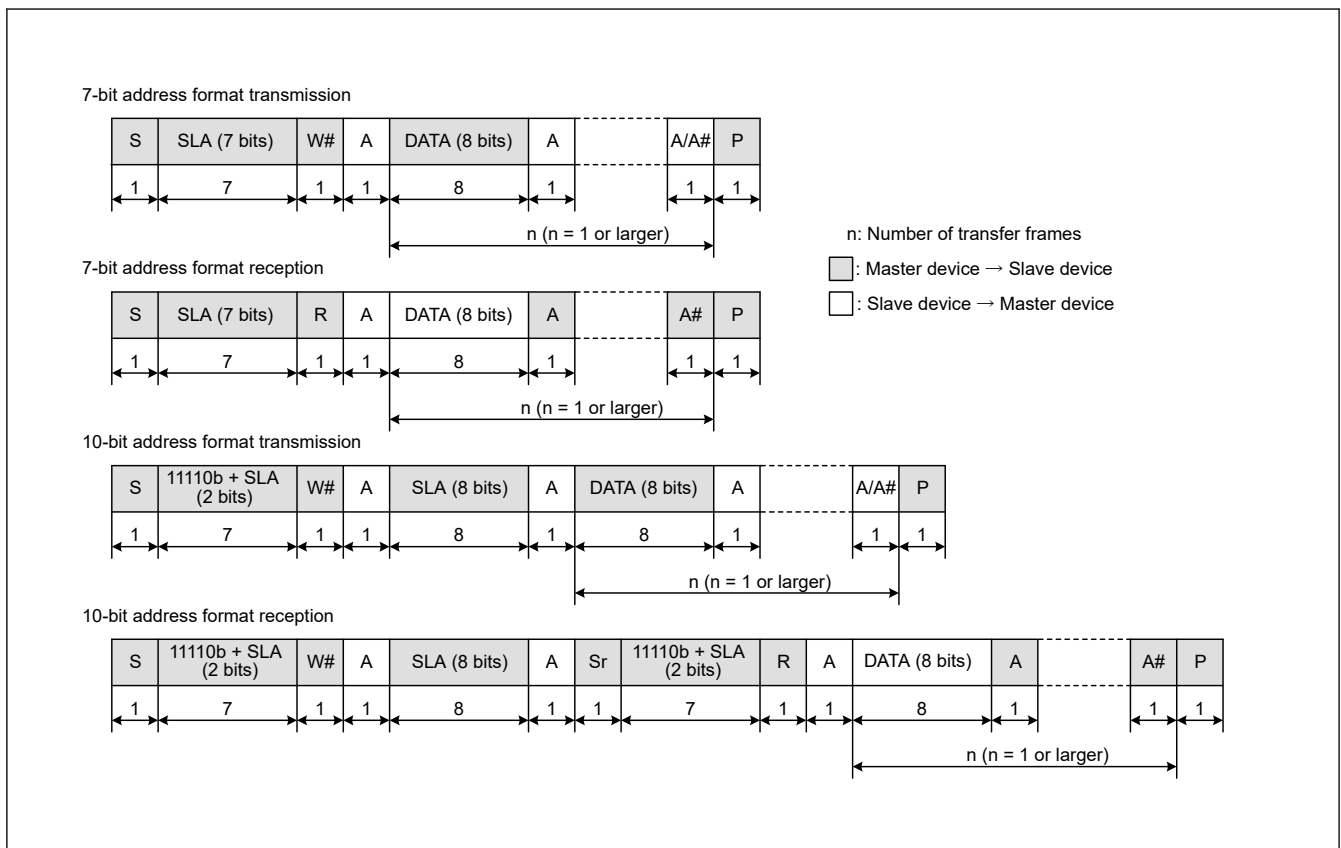 7-bit address format transmission
S SLA (7 bits) W# A DATA (8 bits) A A/A# P
1 7 1 1 8 1 1 1
n (n = 1 or larger)
n: Number of transfer frames
: Master device → Slave device
: Slave device → Master device
7-bit address format reception
S SLA (7 bits) R A DATA (8 bits) A A# P
1 7 1 1 8 1 1 1
n (n = 1 or larger)
10-bit address format transmission
S 11110b + SLA (2 bits) W# A SLA (8 bits) A DATA (8 bits) A A/A# P
1 7 1 1 8 1 8 1 1 1
n (n = 1 or larger)
10-bit address format reception
S 11110b + SLA (2 bits) W# A SLA (8 bits) A Sr 11110b + SLA (2 bits) R A DATA (8 bits) A A# P
1 7 1 1 8 1 1 7 1 1 8 1 1 1
n (n = 1 or larger)